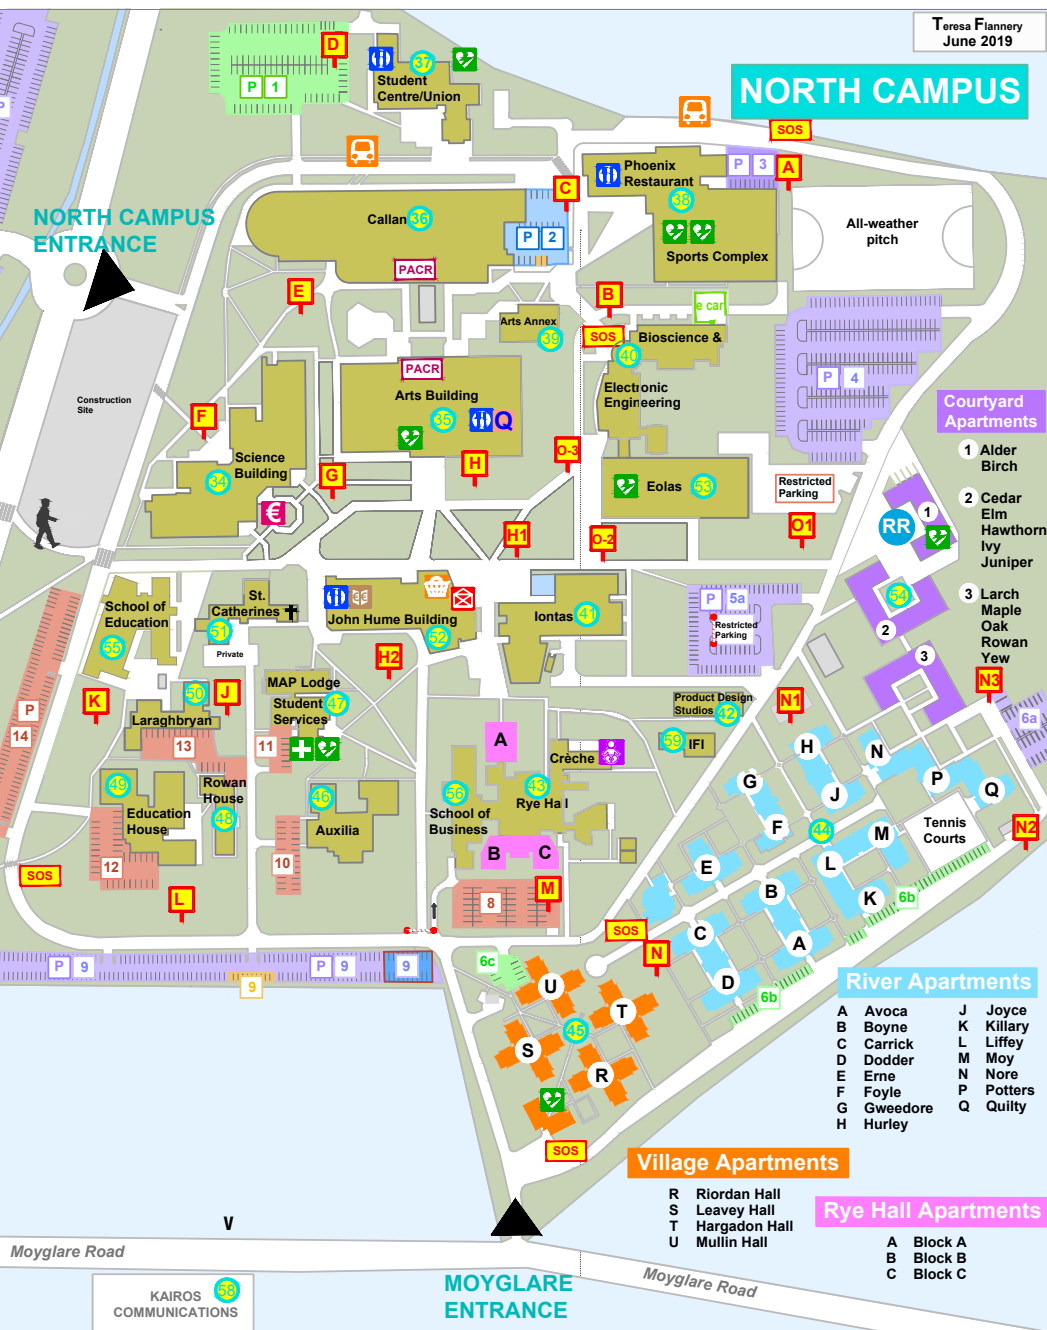 Teresa Flannery
June 2019
NORTH CAMPUS
D
P 1
37
Student
Centre/Union
SOS
P 3
A
Phoenix
Restaurant
38
Sports Complex
C
P 2
Callan 36
PACR
All-weather
pitch
NORTH CAMPUS
ENTRANCE
E
B
e car
Arts Annex
39
SOS
Bioscience &
40
Electronic
Engineering
PACR
Arts Building
35
Q
P 4
Construction
Site
F
Science
Building
34
G
H
O-3
€
Eolas 53
Restricted
Parking
H1
O-2
O1
Courtyard
Apartments
1 Alder
Birch
2 Cedar
Elm
Hawthorn
Ivy
Juniper
3 Larch
Maple
Oak
Rowan
Yew
RR
1
54
2
3
School of
Education
55
St.
Catherines
51
Private
John Hume Building
52
Iontas 41
P 5a
Restricted
Parking
H2
K
50
J
Laraghbryan
MAP Lodge
Student
Services
47
Product Design
Studios 42
N1
N3
6a
P
14
13
11
59 IFI
A
Crèche
49
Education
House
Rowan
House
48
46
Auxilia
56
School of
Business
43
Rye Hall
B
C
H
N
G
J
P
Q
F
44
M
Tennis
Courts
N2
E
L
B
K
6b
SOS
12
10
L
8
M
SOS
N
C
A
D
6b
P 9
9
P 9
9
6c
U
T
45
S
R
SOS
River Apartments
A Avoca
B Boyne
C Carrick
D Dodder
E Erne
F Foyle
G Gweedore
H Hurley
J Joyce
K Killary
L Liffey
M Moy
N Nore
P Potters
Q Quilty
Village Apartments
R Riordan Hall
S Leavey Hall
T Hargadon Hall
U Mullin Hall
Rye Hall Apartments
A Block A
B Block B
C Block C
V
Moyglare Road
Moyglare Road
MOYGLARE
ENTRANCE
KAIROS 58
COMMUNICATIONS